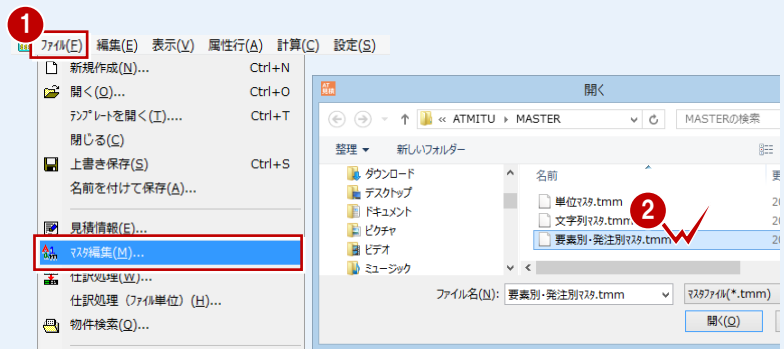 1
ﾌｧｲﾙ(F) 編集(E) 表示(V) 属性行(A) 計算(C) 設定(S)
新規作成(N)... Ctrl+N
開く(O)... Ctrl+O
ﾃﾝﾌﾟﾚｰﾄを開く(T).... Ctrl+T
閉じる(C)
上書き保存(S) Ctrl+S
名前を付けて保存(A)...
見積情報(E)...
ﾏｽﾀ編集(M)...
仕訳処理(W)...
仕訳処理（ﾌｧｲﾙ単位）(H)...
物件検索(Q)...
開く
« ATMITU MASTER MASTERの検索
整理 新しいフォルダー
ダウンロード
デスクトップ
ドキュメント
ピクチャ
ビデオ
ミュージック
名前
単位ﾏｽﾀ.tmm
文字列ﾏｽﾀ.tmm
2
要素別･発注別ﾏｽﾀ.tmm
ファイル名(N): 要素別･発注別ﾏｽﾀ.tmm ﾏｽﾀﾌｧｲﾙ(*.tmm)
開く(O)